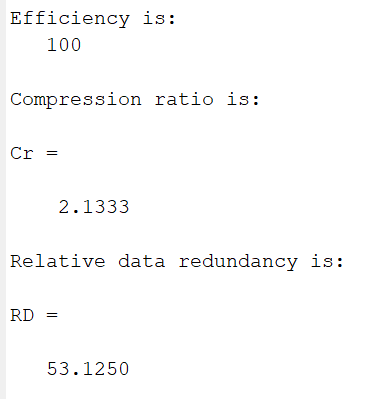 Efficiency is:
100
Compression ratio is:
Cr =
2.1333
Relative data redundancy is:
RD =
53.1250